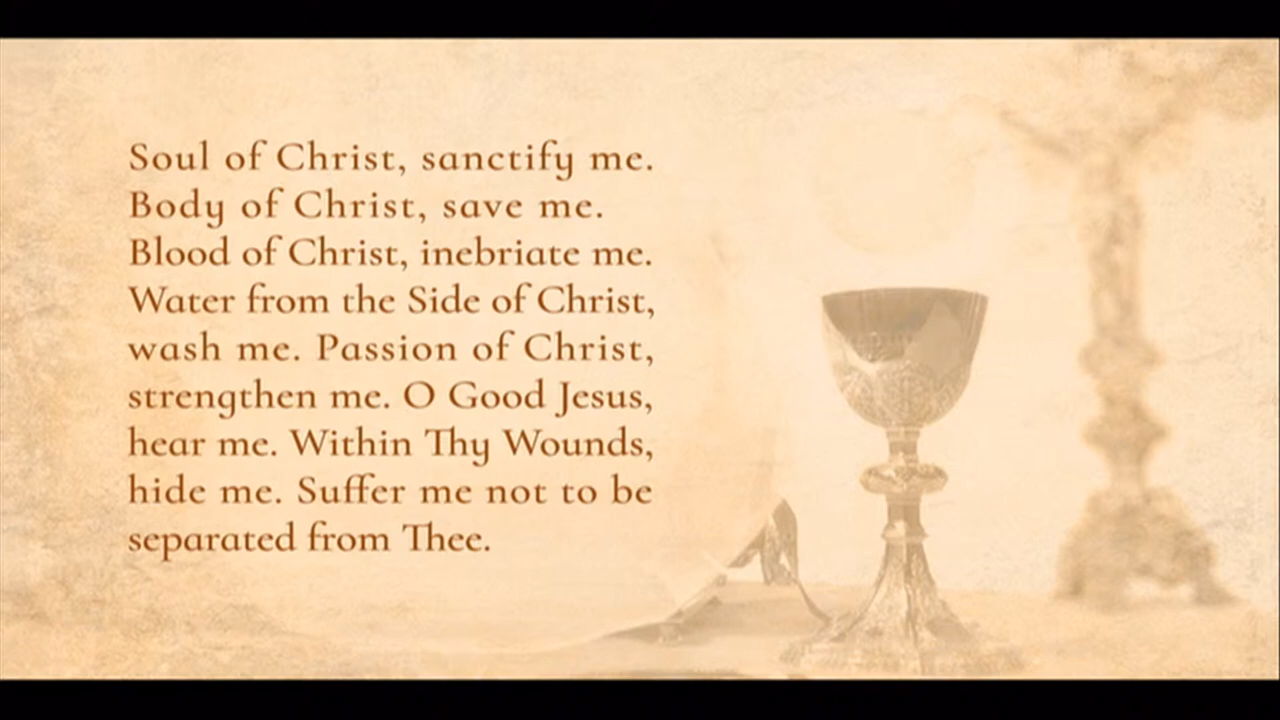 Soul of Christ, sanctify me.
Body of Christ, save me.
Blood of Christ, inebriate me.
Water from the Side of Christ,
wash me. Passion of Christ,
strengthen me. O Good Jesus,
hear me. Within Thy Wounds,
hide me. Suffer me not to be
separated from Thee.